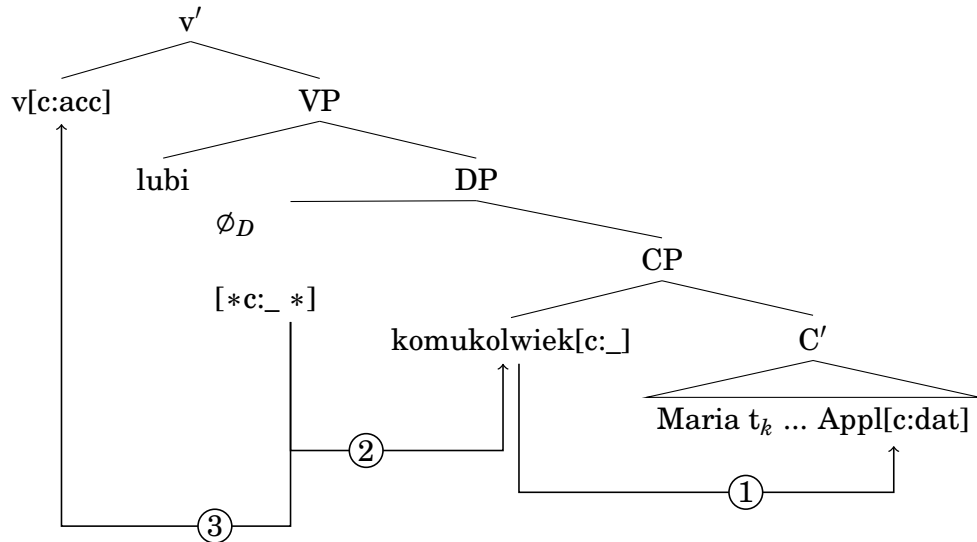 v′
v[c:acc] VP
lubi DP
∅D
CP
[∗c:_ ∗]
komukolwiek[c:_] C′
Maria tk ... Appl[c:dat]
2
1
3